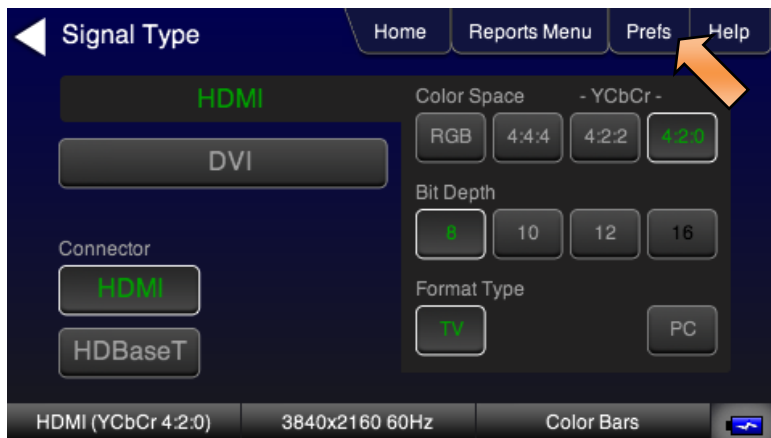 Signal Type
Home Reports Menu Prefs Help
HDMI
Color Space - YCbCr -
RGB 4:4:4 4:2:2 4:2:0
DVI
Bit Depth
8 10 12 16
Connector
HDMI
Format Type
TV PC
HDBaseT
HDMI (YCbCr 4:2:0) 3840x2160 60Hz Color Bars